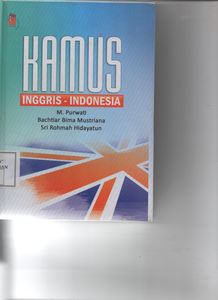 KAMUS
INGGRIS - INDONESIA
M. Purwati
Bachtiar Bima Mustriana
Sri Rohmah Hidayatun